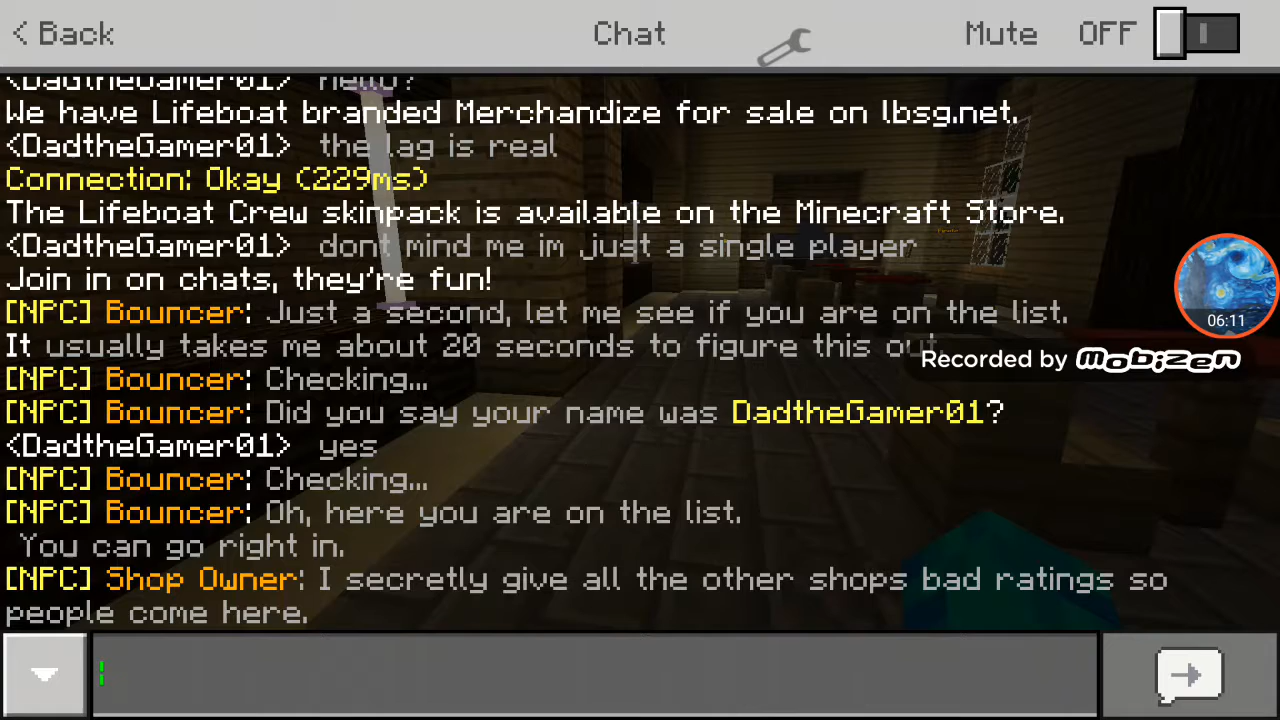 < Back
Chat
Mute OFF
<DadtheGamer01> hello?
We have Lifeboat branded Merchandize for sale on lbsg.net.
<DadtheGamer01> the lag is real
Connection: Okay (229ms)
The Lifeboat Crew skinpack is available on the Minecraft Store.
<DadtheGamer01> dont mind me im just a single player
Join in on chats, they're fun!
[NPC] Bouncer: Just a second, let me see if you are on the list.
It usually takes me about 20 seconds to figure this out.
[NPC] Bouncer: Checking...
[NPC] Bouncer: Did you say your name was DadtheGamer01?
<DadtheGamer01> yes
[NPC] Bouncer: Checking...
[NPC] Bouncer: Oh, here you are on the list.
You can go right in.
[NPC] Shop Owner: I secretly give all the other shops bad ratings so
people come here.
06:11
Recorded by mobizen